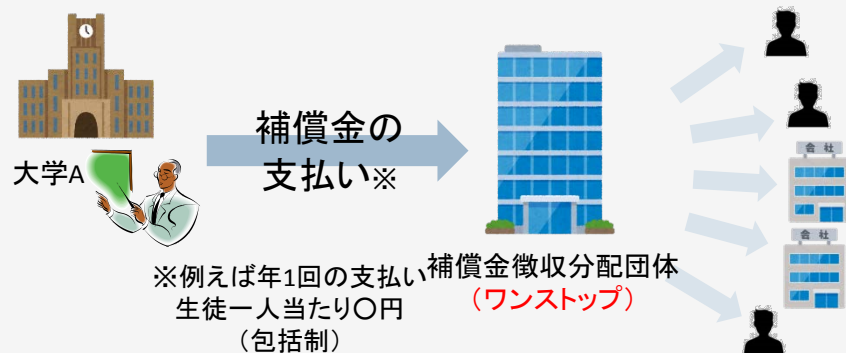 大学A
補償金の
支払い※
※例えば年1回の支払い
生徒一人当たり〇円
(包括制)
補償金徴収分配団体
(ワンストップ)
会社
会社